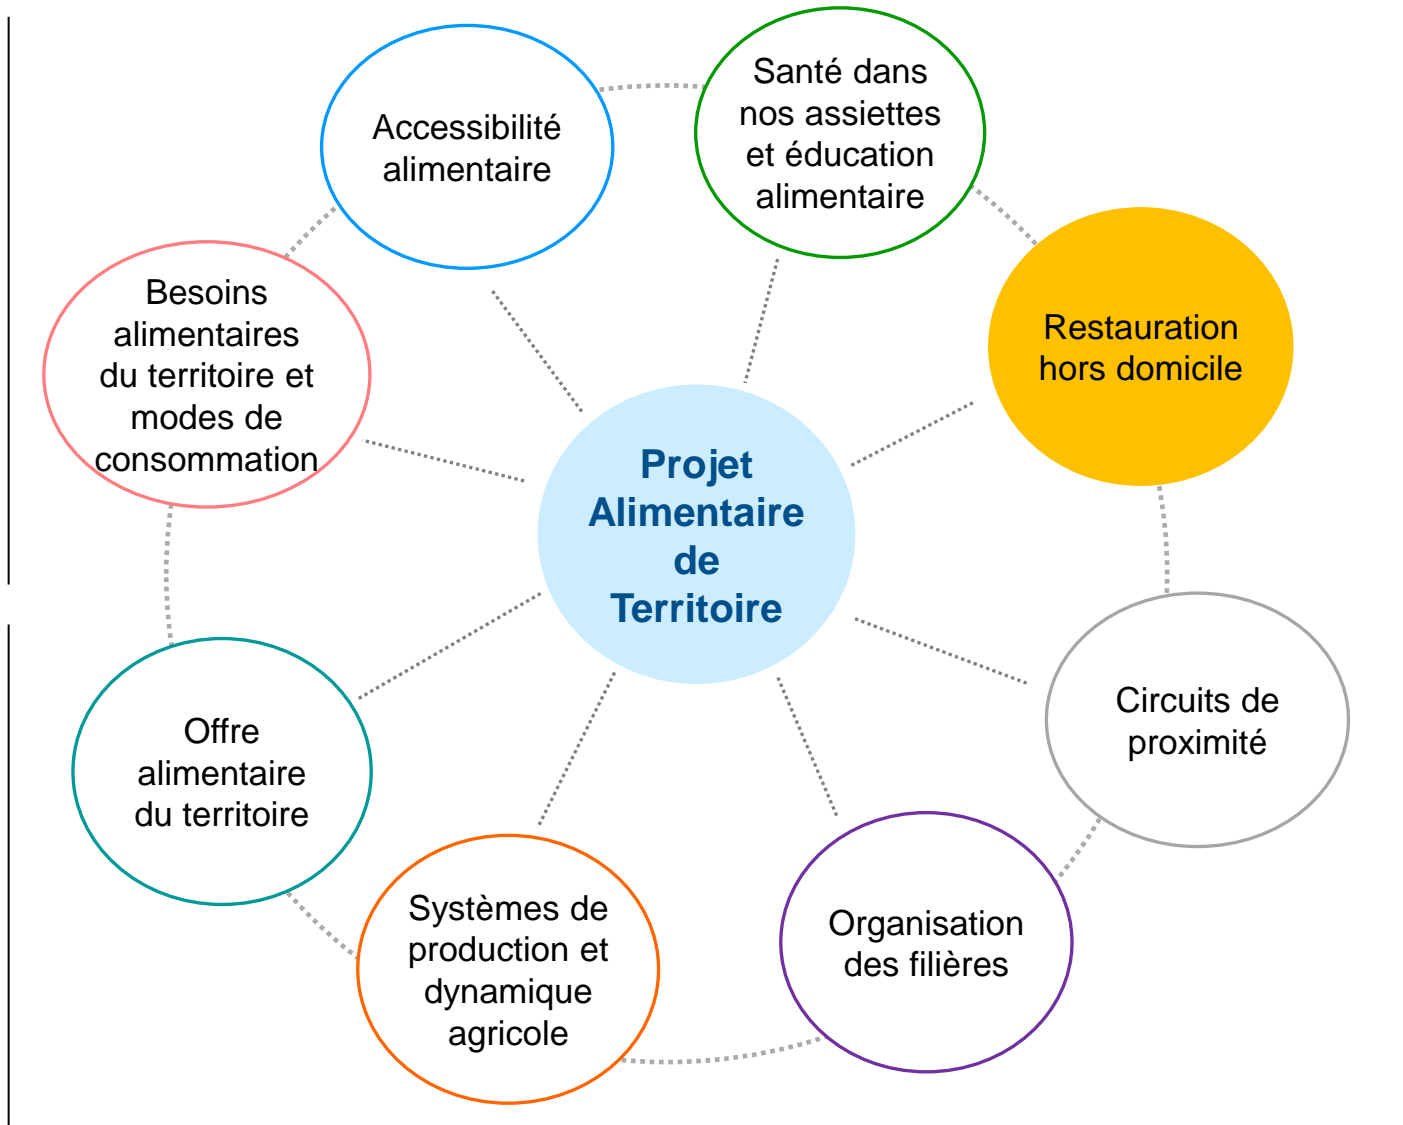 Santé dans
nos assiettes
et éducation
alimentaire
Accessibilité
alimentaire
Restauration
hors domicile
Besoins
alimentaires
du territoire et
modes de
consommation
Projet
Alimentaire
de
Territoire
Circuits de
proximité
Offre
alimentaire
du territoire
Organisation
des filières
Systèmes de
production et
dynamique
agricole